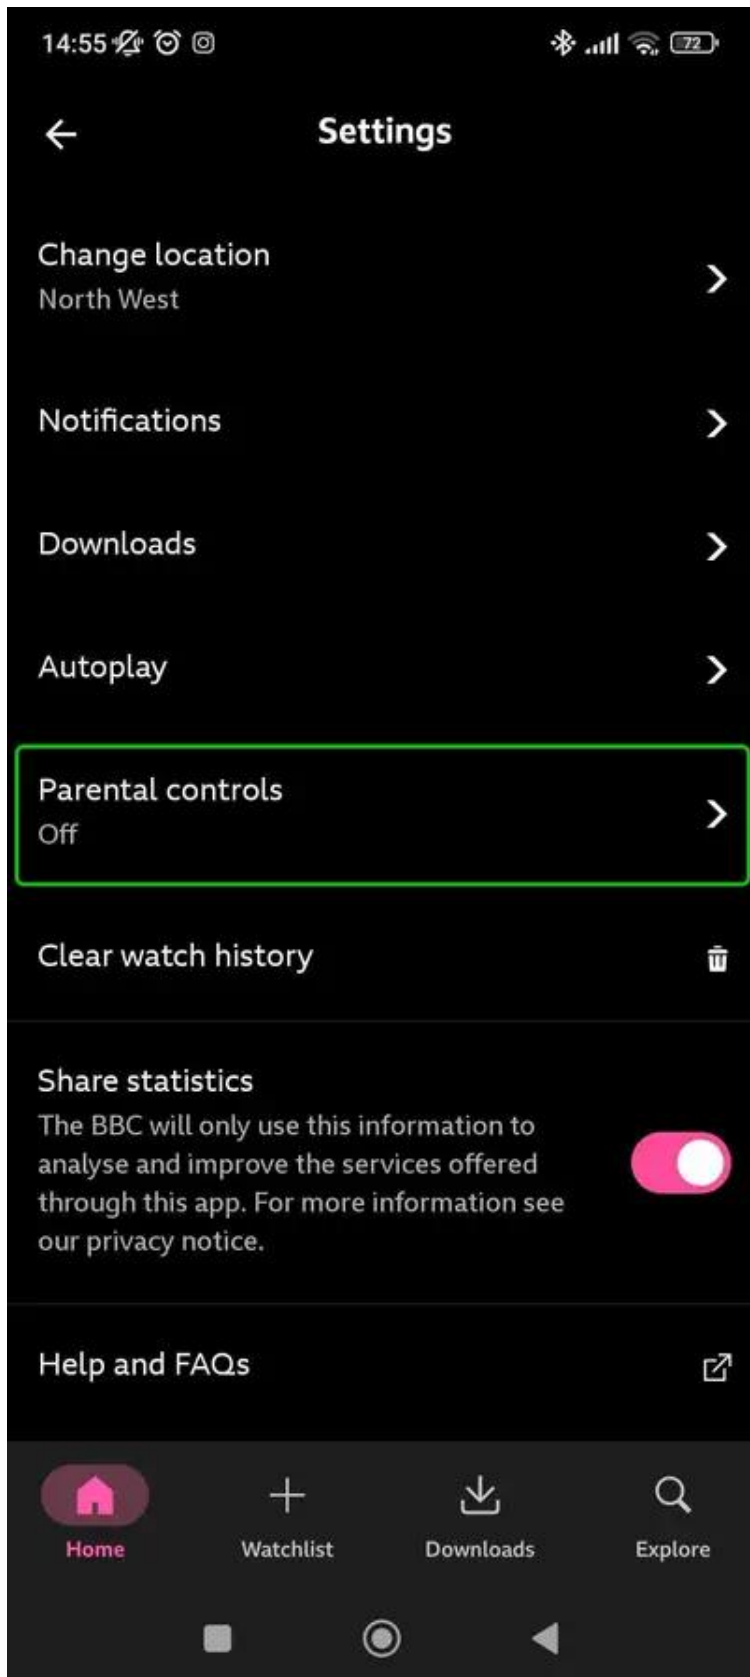 14:55
72
Settings
Change location
North West
Notifications
Downloads
Autoplay
Parental controls
Off
Clear watch history
Share statistics
The BBC will only use this information to
analyse and improve the services offered
through this app. For more information see
our privacy notice.
Help and FAQs
Home Watchlist Downloads Explore